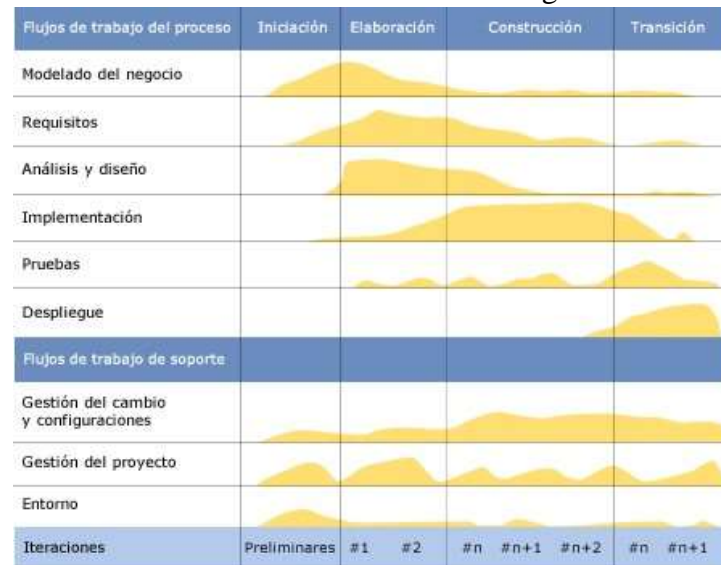 Flujos de trabajo del proceso Iniciación Elaboración Construcción Transición
Modelado del negocio
Requisitos
Análisis y diseño
Implementación
Pruebas
Despliegue
Flujos de trabajo de soporte
Gestión del cambio
y configuraciones
Gestión del proyecto
Entorno
Iteraciones Preliminares #1 #2 #n #n+1 #n+2 #n #n+1